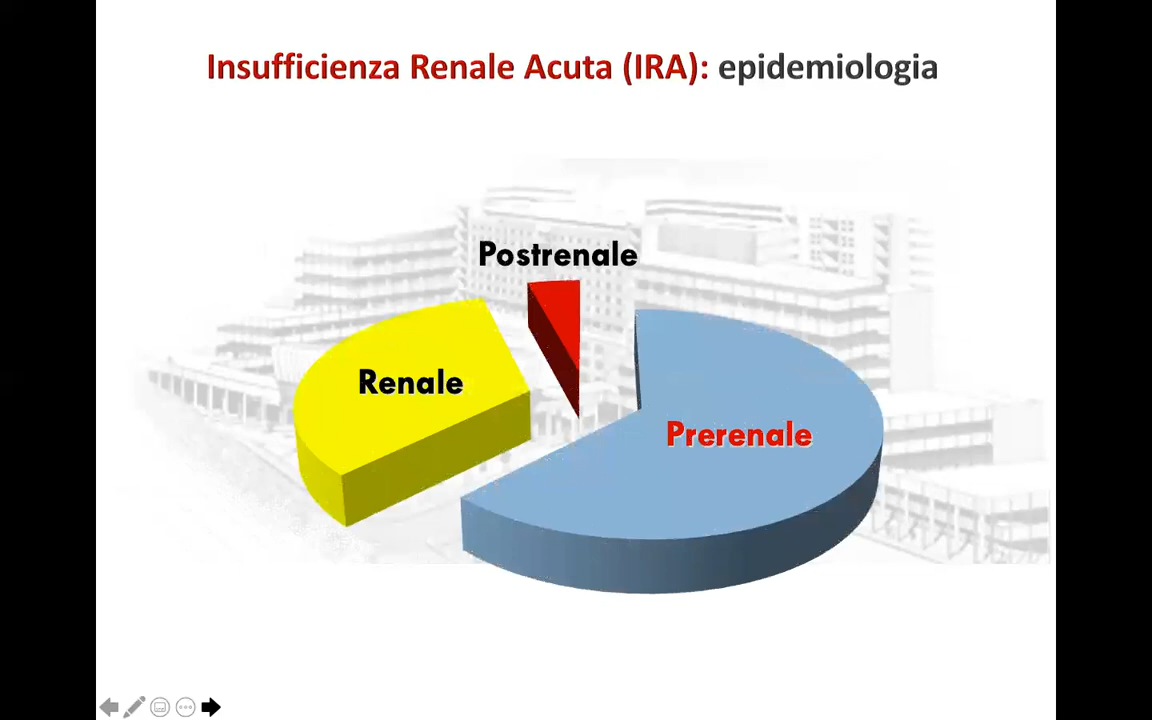 Insufficienza Renale Acuta (IRA): epidemiologia
Postrenale
Renale
Prerenale